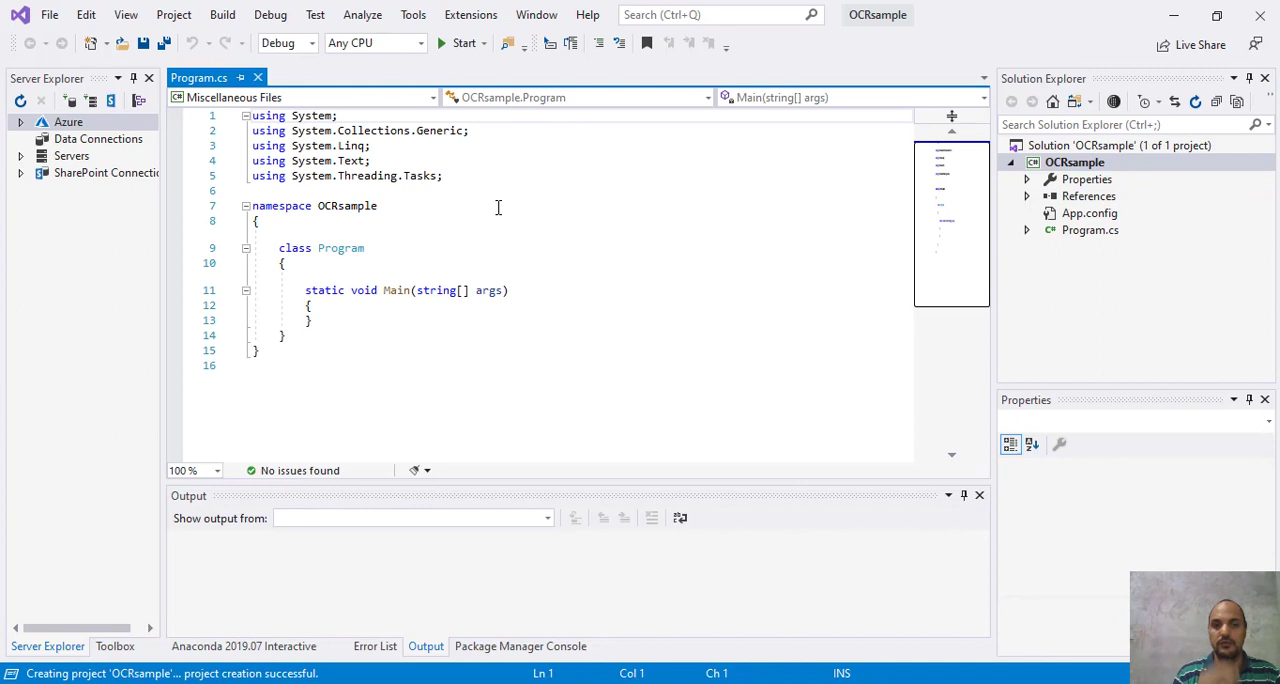 File Edit View Project Build Debug Test Analyze Tools Extensions Window Help Search (Ctrl+Q) OCRsample
Debug Any CPU Start Live Share
Server Explorer
Azure
Data Connections
Servers
SharePoint Connectio
Program.cs
Miscellaneous Files OCRsample.Program Main(string[] args)
1 using System;
2 using System.Collections.Generic;
3 using System.Linq;
4 using System.Text;
5 using System.Threading.Tasks;
6
7 namespace OCRsample
8 {
9 class Program
10 {
11 static void Main(string[] args)
12 {
13 }
14 }
15 }
16
100 % No issues found
Output
Show output from:
Solution Explorer
Search Solution Explorer (Ctrl+;)
Solution 'OCRsample' (1 of 1 project)
OCRsample
Properties
References
App.config
Program.cs
Properties
Server Explorer Toolbox Anaconda 2019.07 Interactive Error List Output Package Manager Console
Creating project 'OCRsample'... project creation successful. Ln 1 Col 1 Ch 1 INS